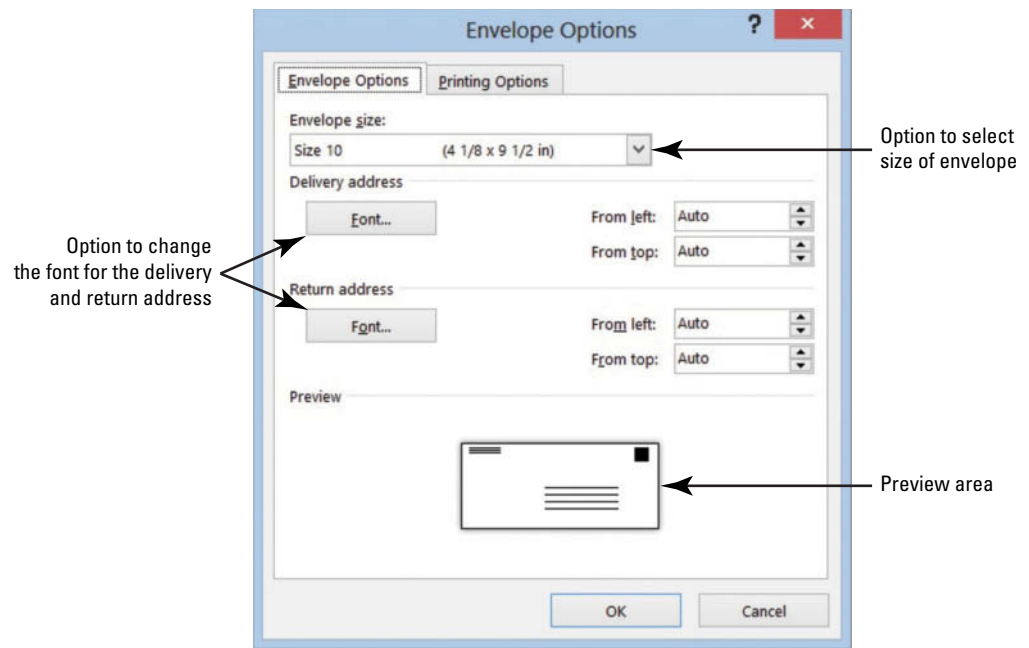 Envelope Options
?
×
Envelope Options Printing Options
Envelope size:
Size 10 (4 1/8 x 9 1/2 in)
Option to select
size of envelope
Delivery address
Font...
From left: Auto
From top: Auto
Option to change
the font for the delivery
and return address
Return address
Font...
From left: Auto
From top: Auto
Preview
Preview area
OK Cancel